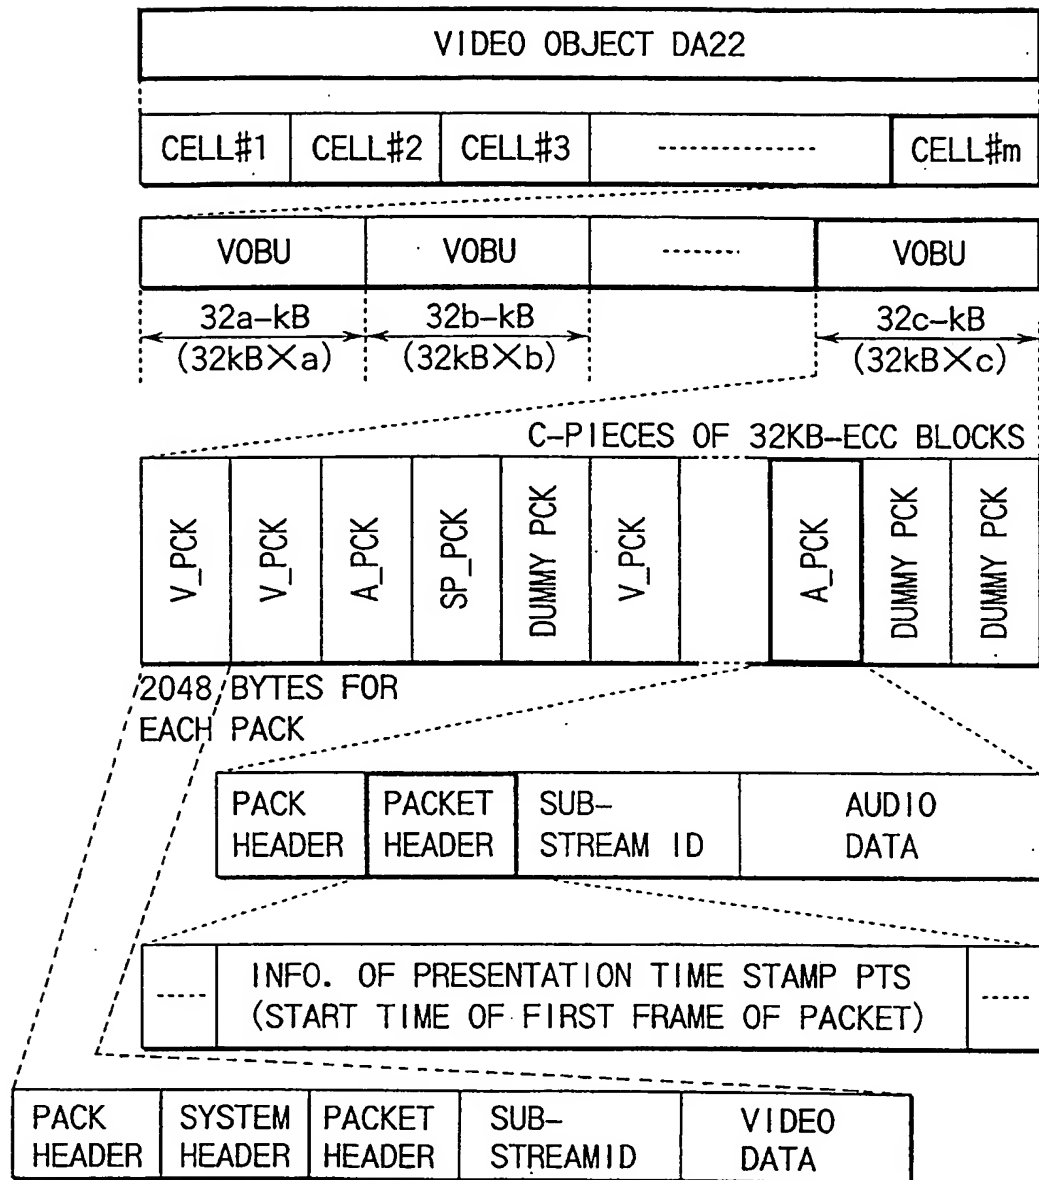 VIDEO OBJECT DA22
CELL#1 CELL#2 CELL#3 CELL#m
VOBU VOBU VOBU
32a-kB 32b-kB 32c-kB
(32kB×a) (32kB×b) (32kB×c)
C-PIECES OF 32KB-ECC BLOCKS
V_PCK V_PCK A_PCK SP_PCK DUMMY PCK V_PCK A_PCK DUMMY PCK DUMMY PCK
2048 BYTES FOR
EACH PACK
PACK PACKET SUB- AUDIO
HEADER HEADER STREAM ID DATA
INFO. OF PRESENTATION TIME STAMP PTS
(START TIME OF FIRST FRAME OF PACKET)
PACK SYSTEM PACKET SUB- VIDEO
HEADER HEADER HEADER STREAMID DATA